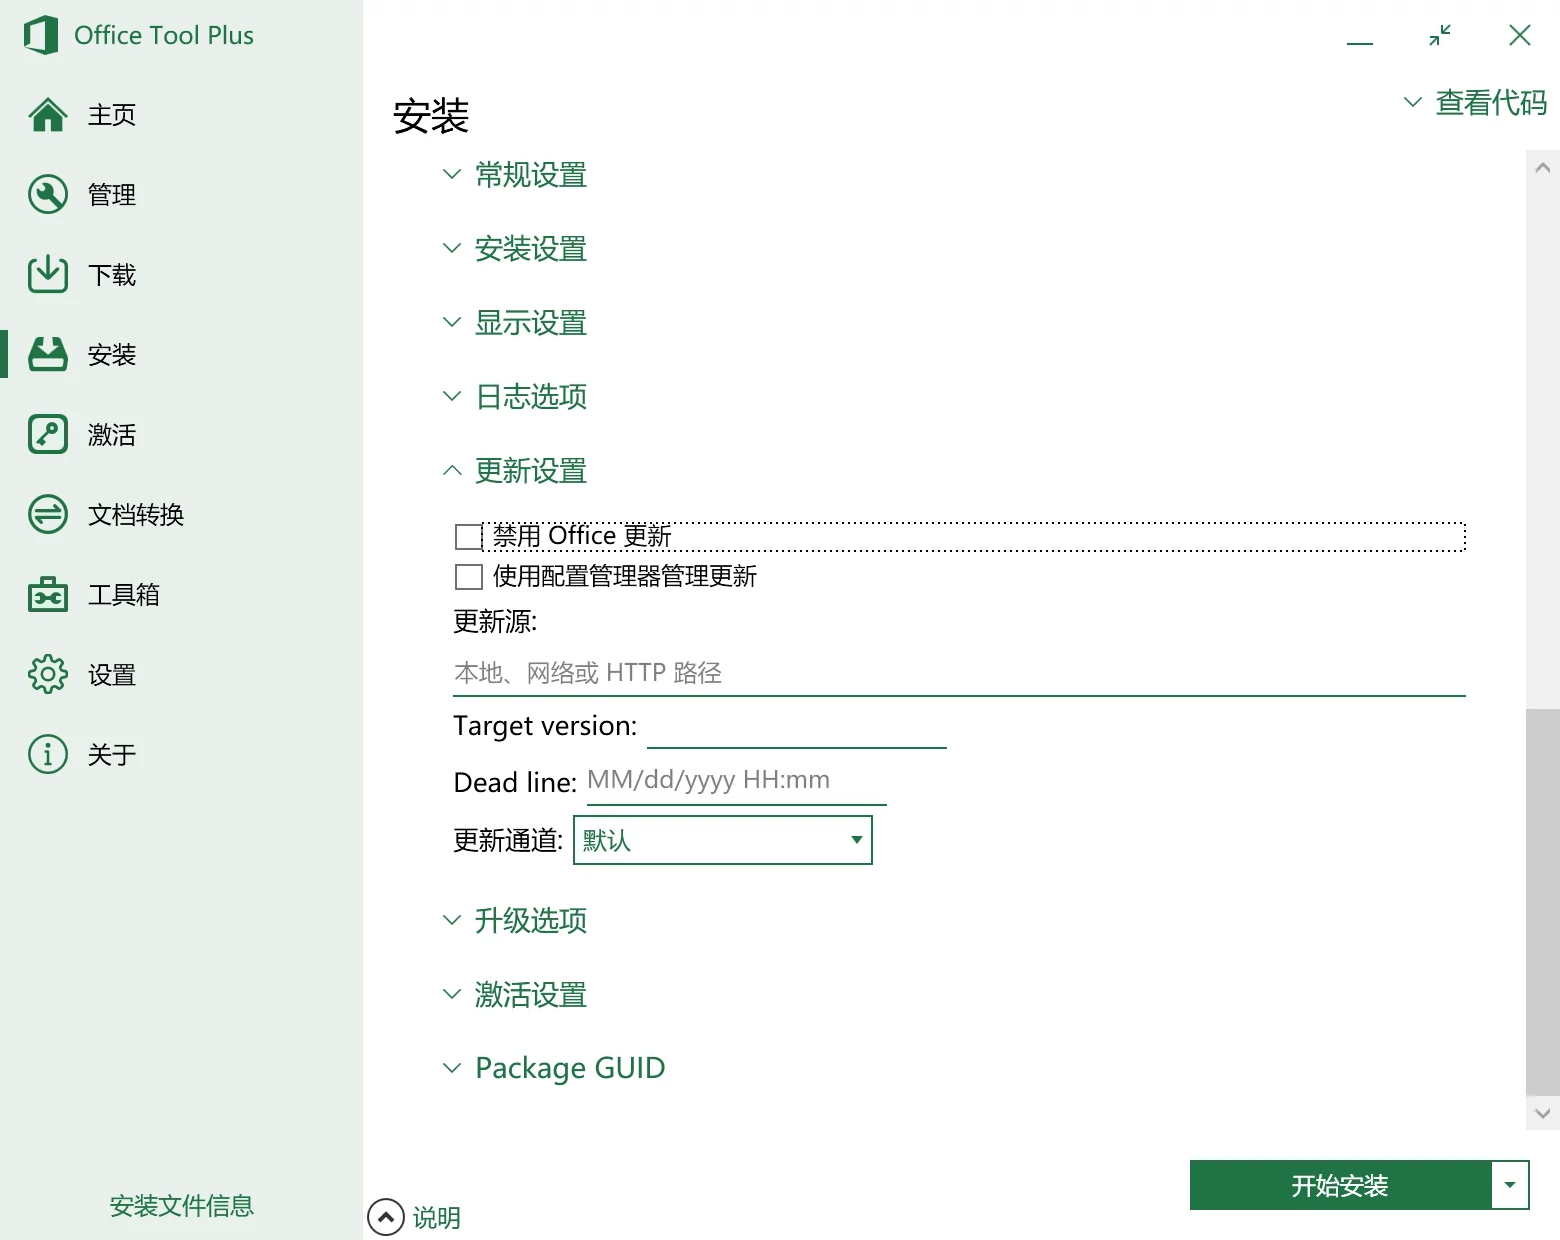 Office Tool Plus
主页
管理
下载
安装
激活
文档转换
工具箱
设置
关于
安装文件信息
安装
查看代码
常规设置
安装设置
显示设置
日志选项
更新设置
禁用 Office 更新
使用配置管理器管理更新
更新源:
本地、网络或 HTTP 路径
Target version:
Dead line: MM/dd/yyyy HH:mm
更新通道: 默认
升级选项
激活设置
Package GUID
开始安装
说明